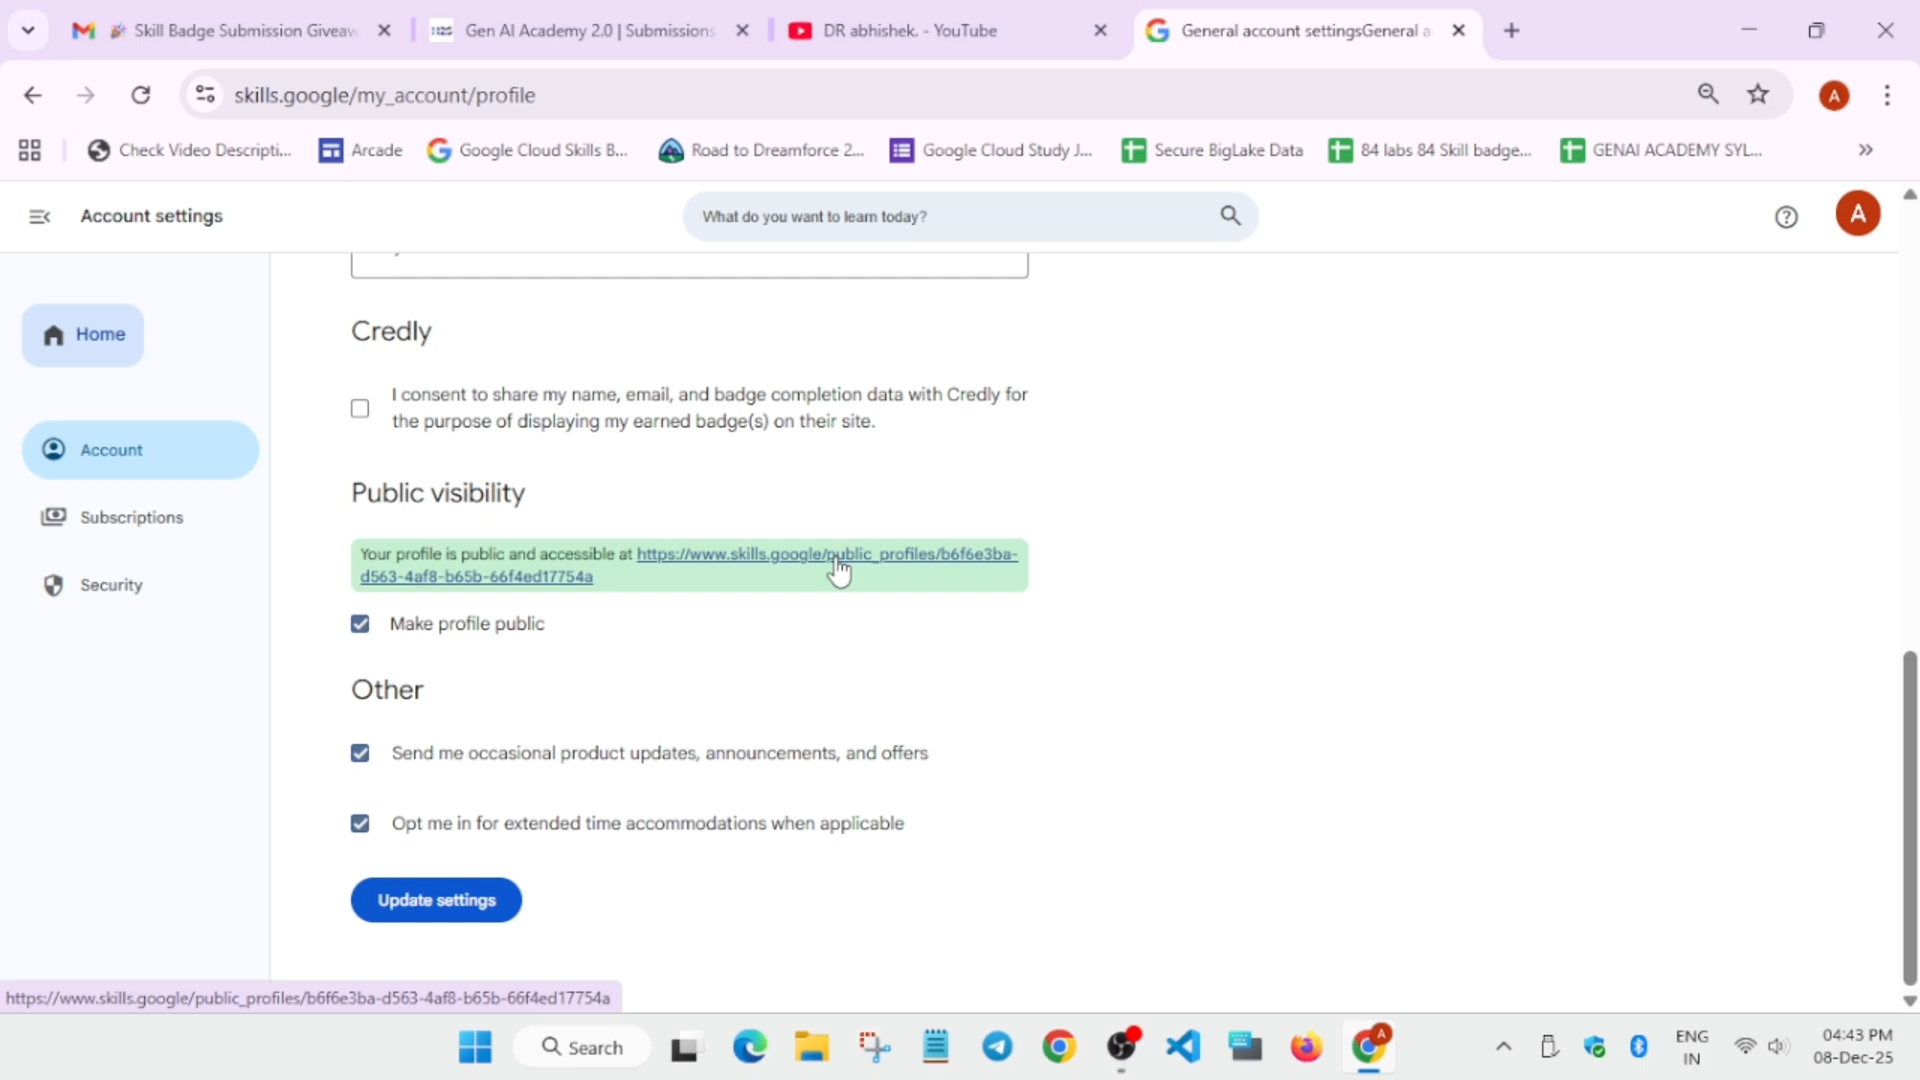 Skill Badge Submission Giveaw
Gen AI Academy 2.0 | Submissions
DR abhishek. - YouTube
General account settingsGeneral a
skills.google/my_account/profile
A
Check Video Descripti...
Arcade
Google Cloud Skills B...
Road to Dreamforce 2...
Google Cloud Study J...
Secure BigLake Data
84 labs 84 Skill badge...
GENAI ACADEMY SYL...
Account settings
What do you want to learn today?
A
Home
Account
Subscriptions
Security
Credly
I consent to share my name, email, and badge completion data with Credly for
the purpose of displaying my earned badge(s) on their site.
Public visibility
Your profile is public and accessible at https://www.skills.google/public_profiles/b6f6e3ba-
d563-4af8-b65b-66f4ed17754a
Make profile public
Other
Send me occasional product updates, announcements, and offers
Opt me in for extended time accommodations when applicable
Update settings
https://www.skills.google/public_profiles/b6f6e3ba-d563-4af8-b65b-66f4ed17754a
Search
A
ENG
IN
04:43 PM
08-Dec-25